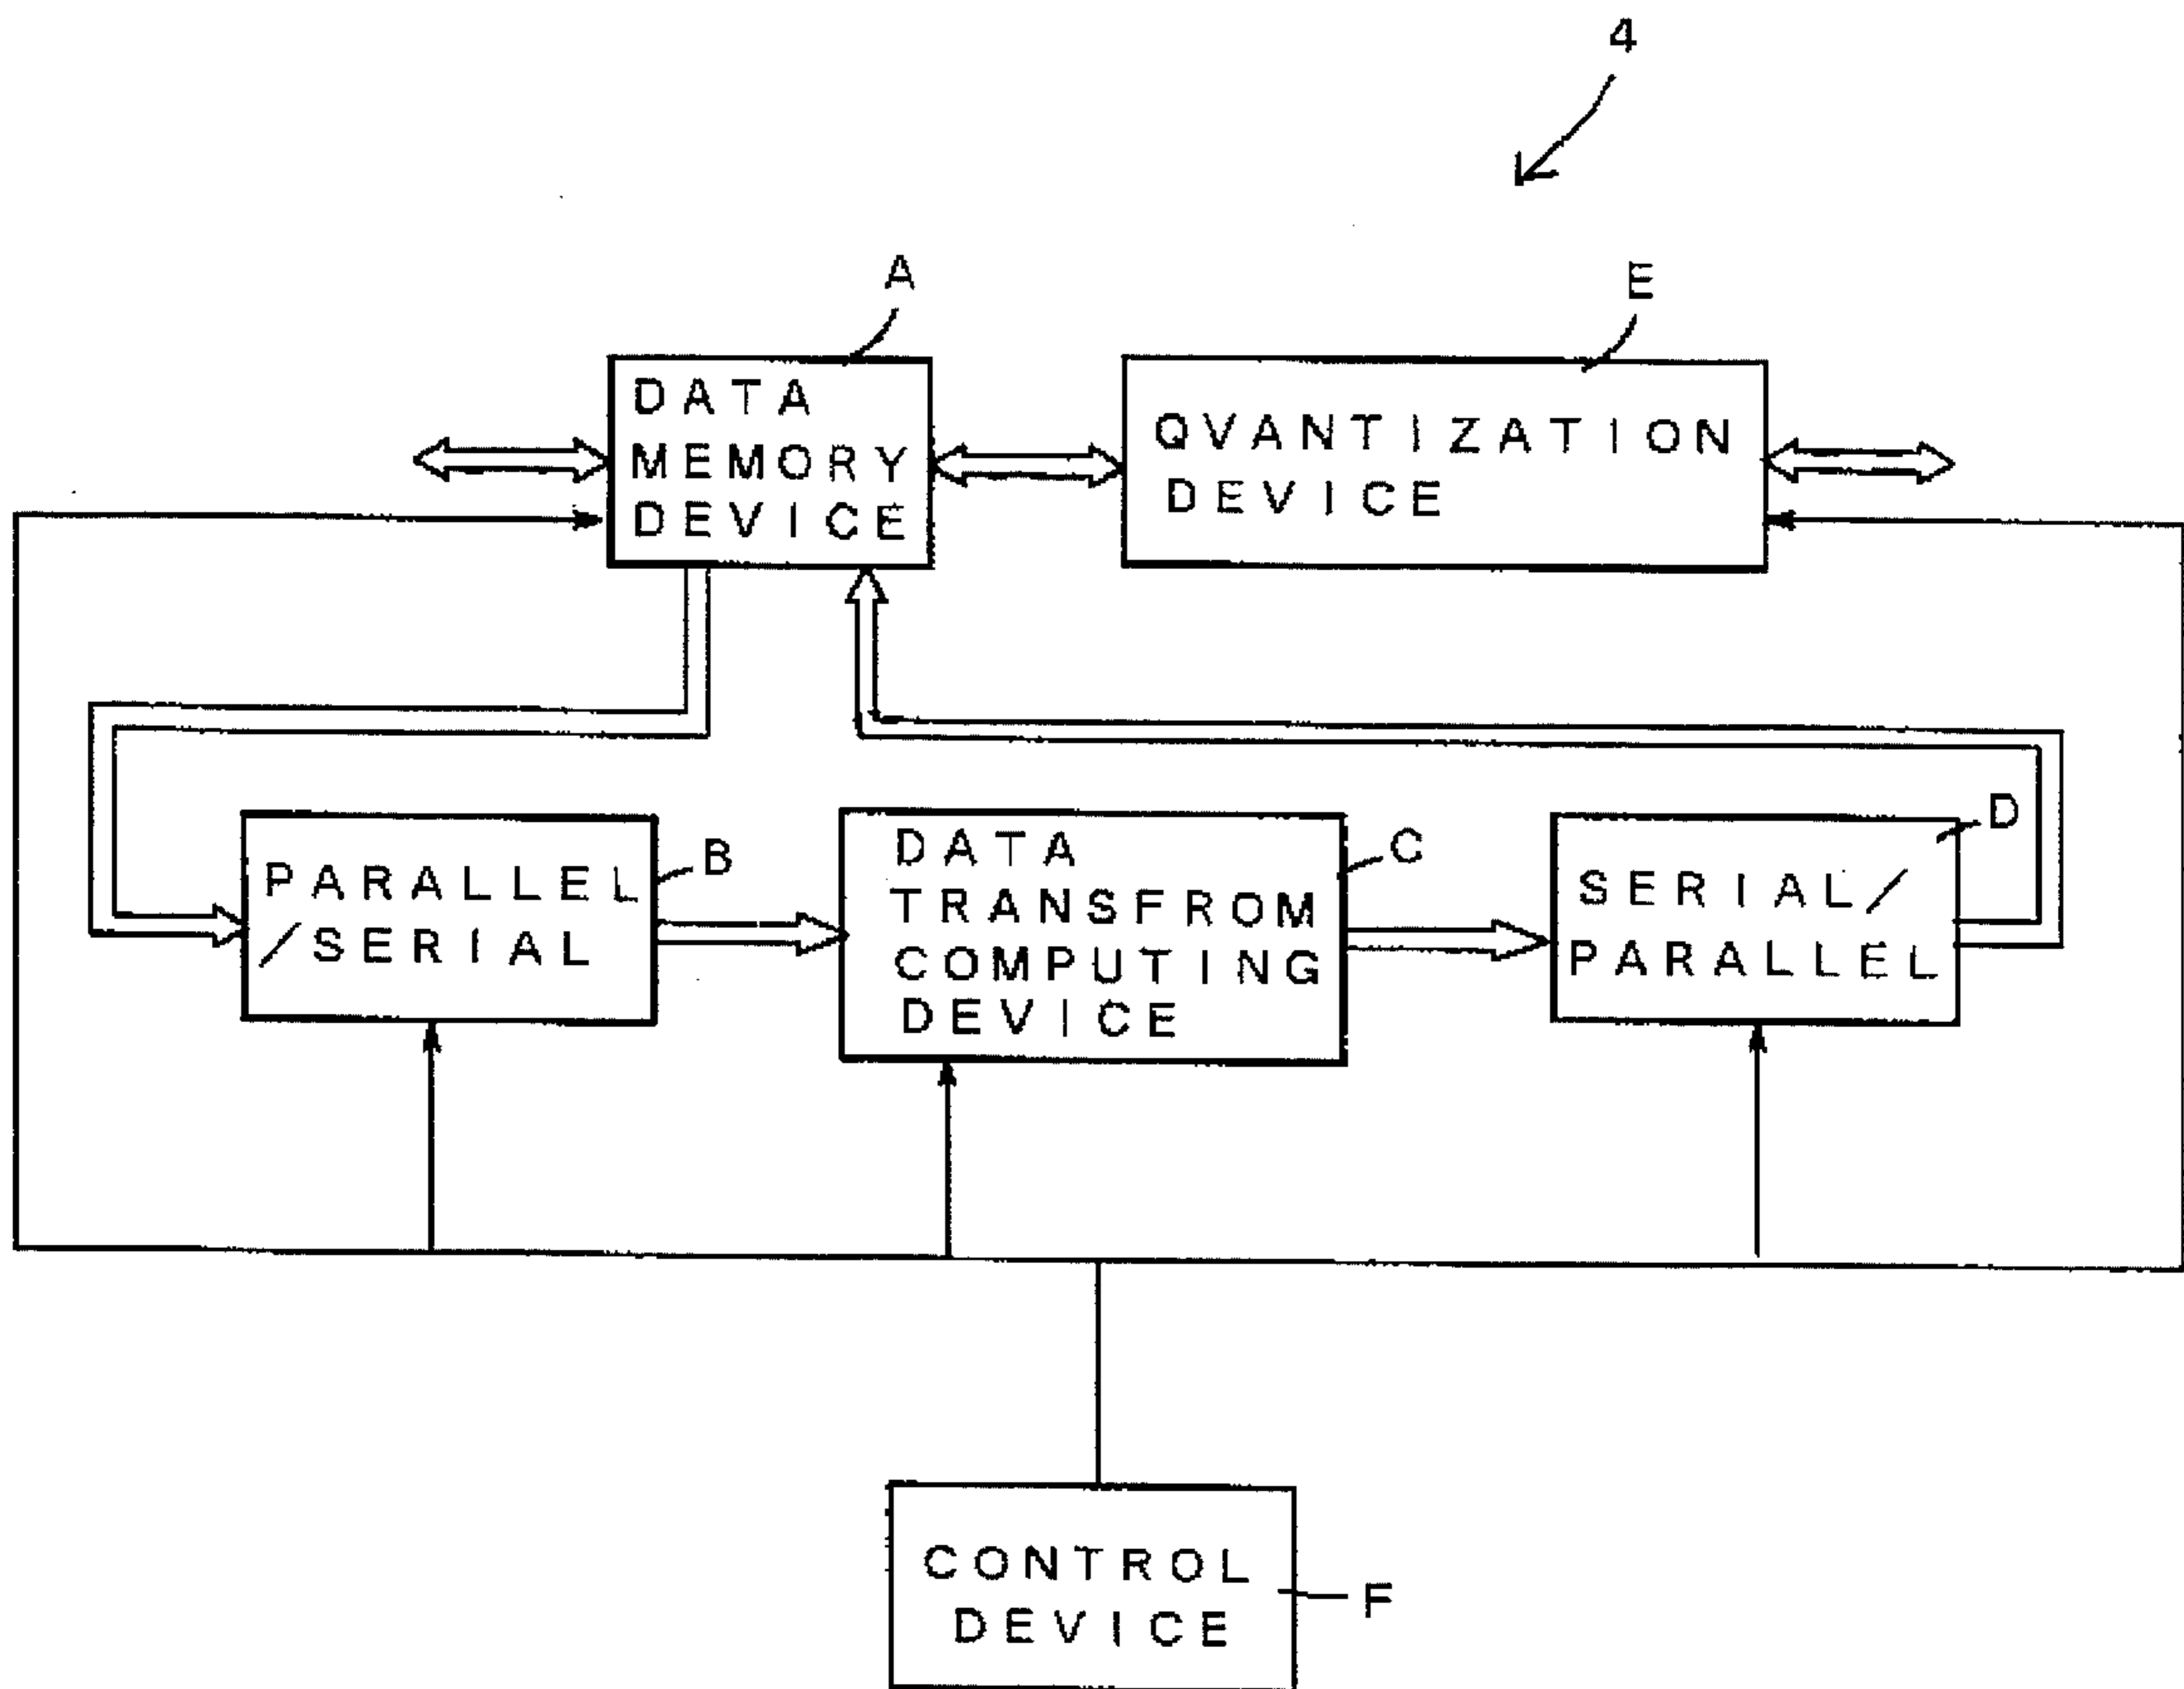 4
A
E
DATA
MEMORY
DEVICE
QVANTIZATION
DEVICE
B
C
D
PARALLEL
/SERIAL
DATA
TRANSFROM
COMPUTING
DEVICE
SERIAL/
PARALLEL
CONTROL
DEVICE
F